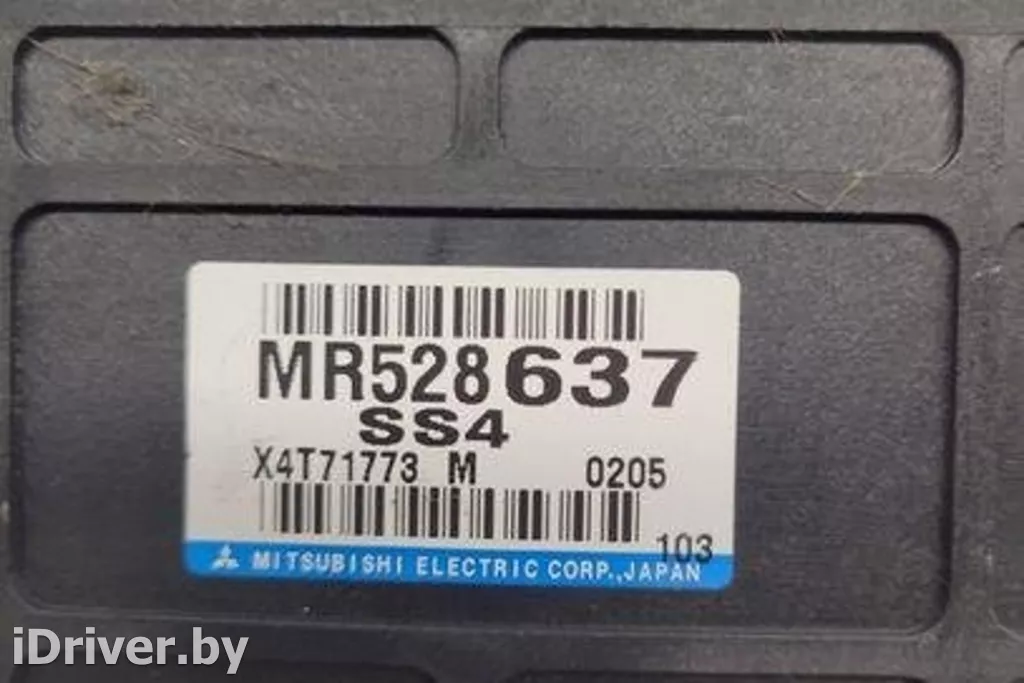 MR528637
SS4
X4T71773 M 0205
103
MITSUBISHI ELECTRIC CORP., JAPAN
iDriver.by